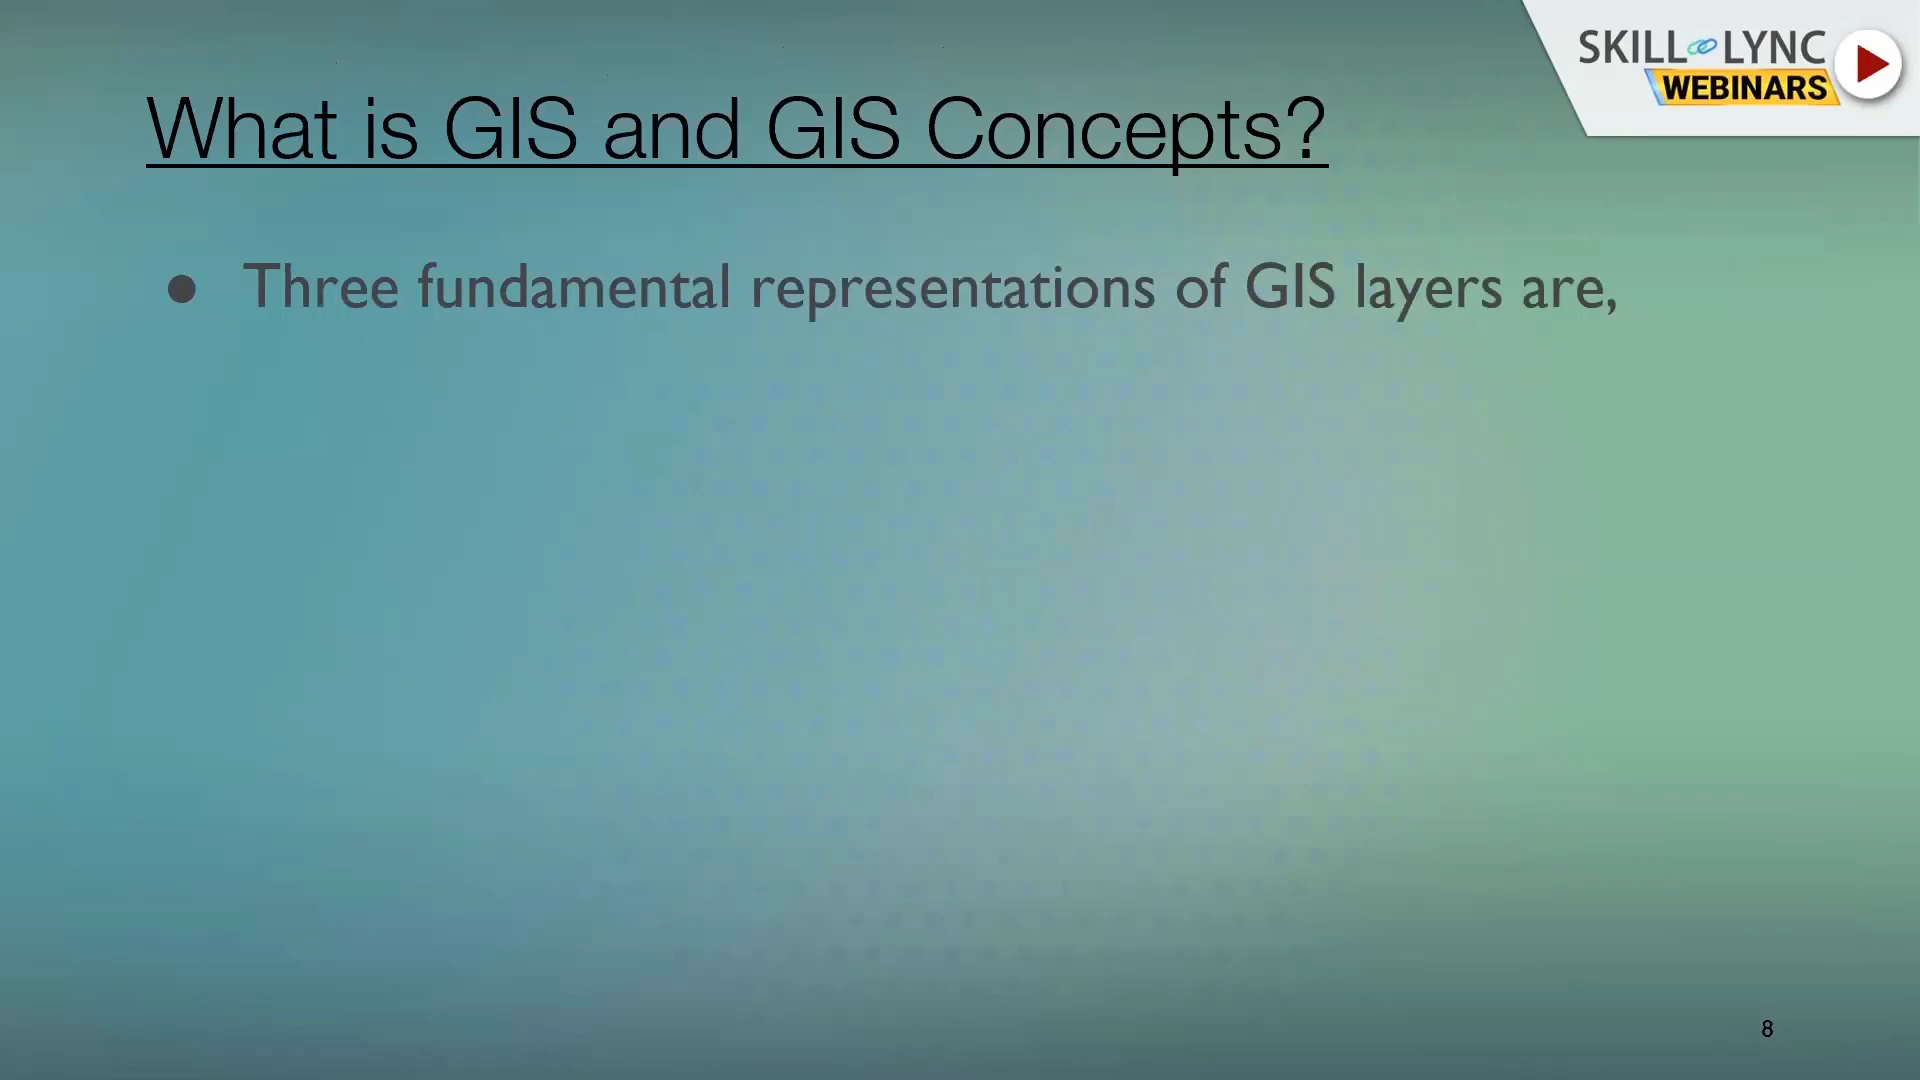 SKILL LYNC
WEBINARS
What is GIS and GIS Concepts?
● Three fundamental representations of GIS layers are,
8